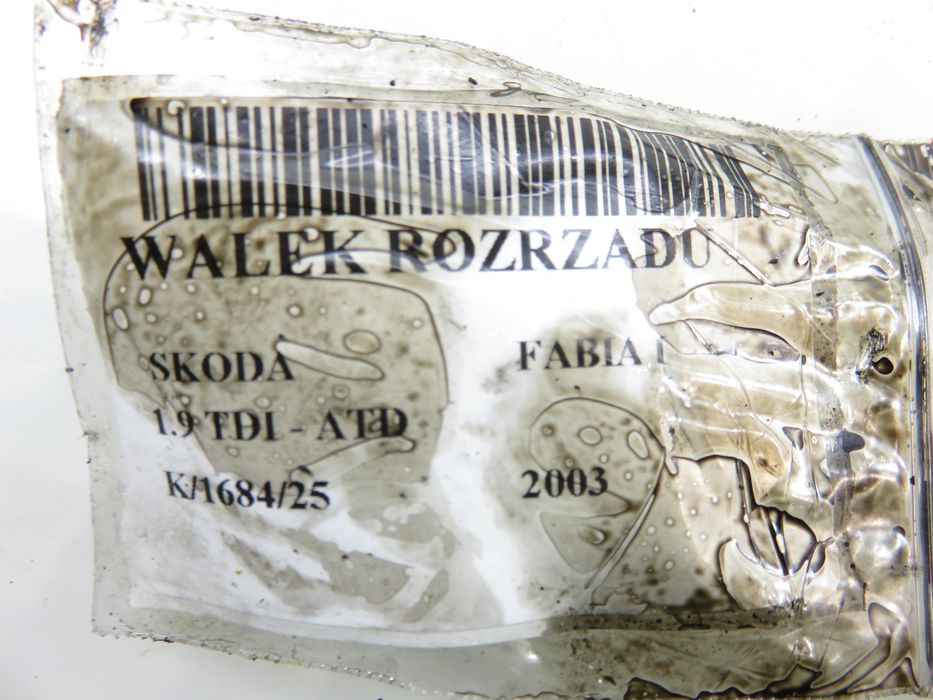 WALEK ROZRZADU
SKODA FABIA I
1.9 TDI - ATD
K/1684/25 2003